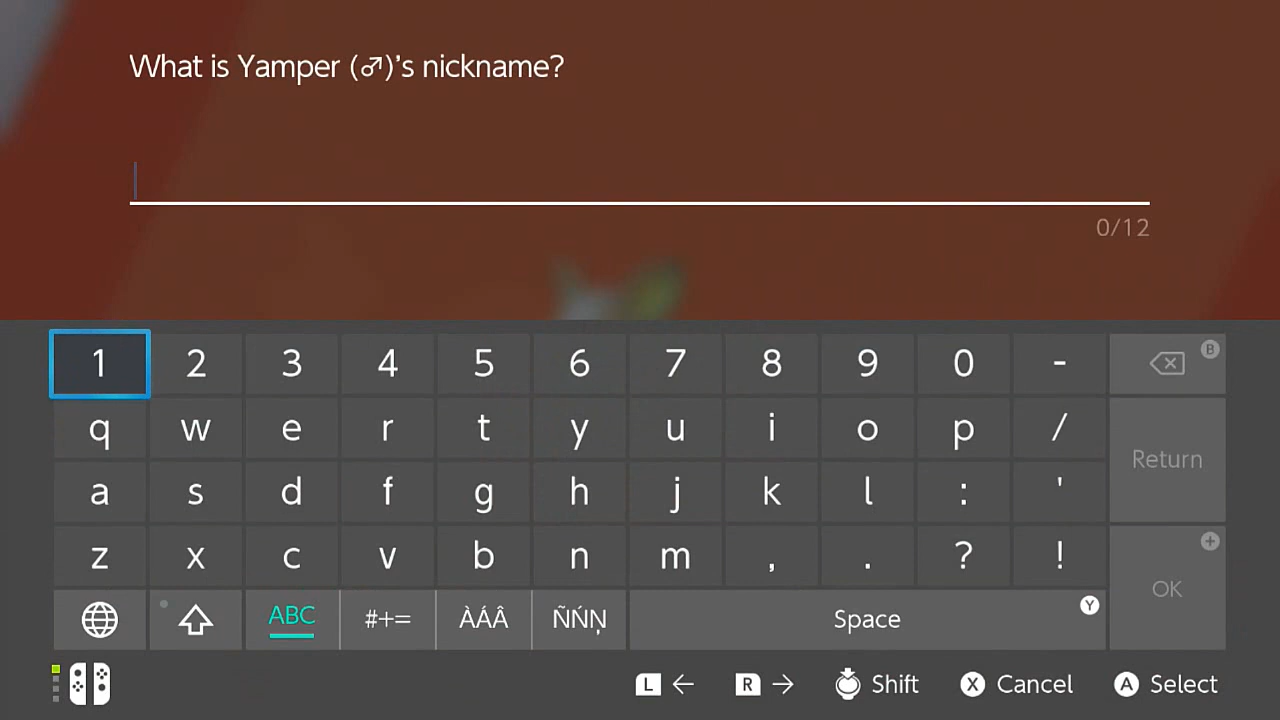 What is Yamper (♂)'s nickname?
0/12
1 2 3 4 5 6 7 8 9 0 - B
q w e r t y u i o p /
Return
a s d f g h j k l : '
z x c v b n m , . ? ! +
OK
ABC #+= ÀÁÂ ÑŃŅ Space Y
L ← R → Shift X Cancel A Select